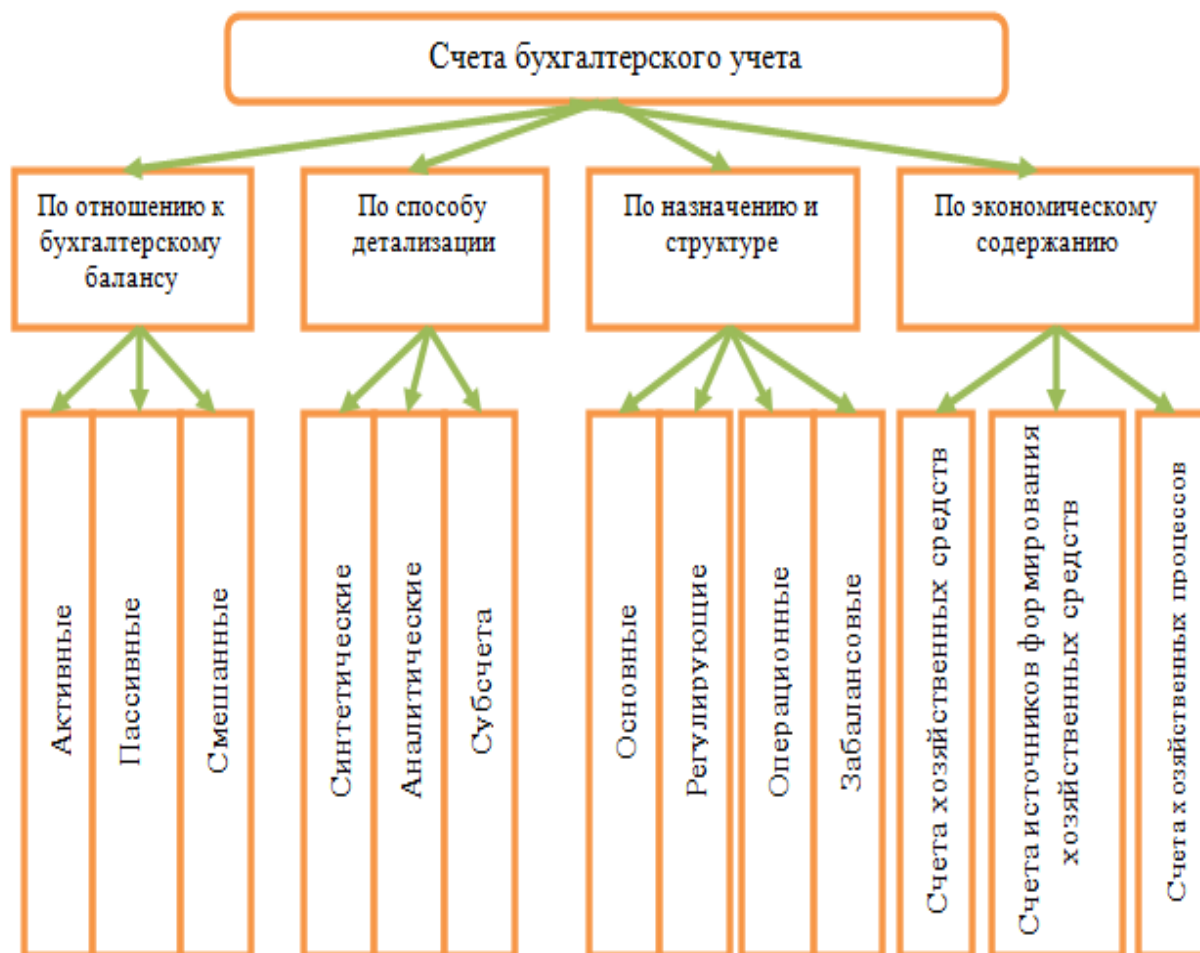 Счета бухгалтерского учета
По отношению к
бухгалтерскому
балансу
По способу
детализации
По назначению и
структуре
По экономическому
содержанию
Активные
Пассивные
Смешанные
Синтетические
Аналитические
Субсчета
Основные
Регулирующие
Операционные
Забалансовые
Счета хозяйственных средств
Счета источников формирования
хозяйственных средств
Счета хозяйственных процессов